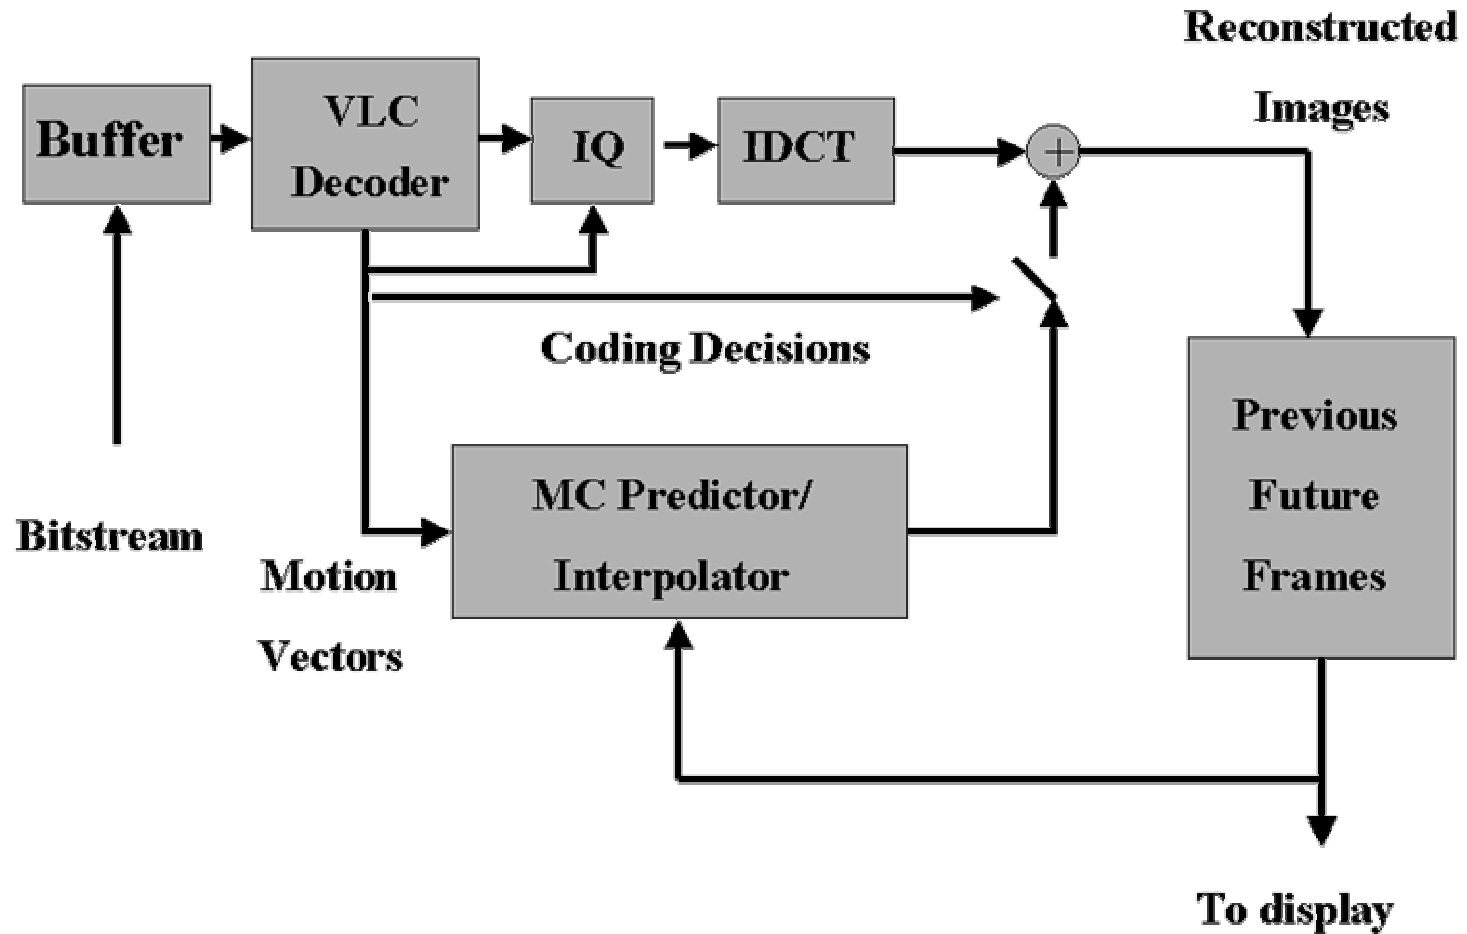 Reconstructed
Images
Buffer
VLC
Decoder
IQ
IDCT
+
Coding Decisions
Previous
Future
Frames
MC Predictor/
Interpolator
Bitstream
Motion
Vectors
To display